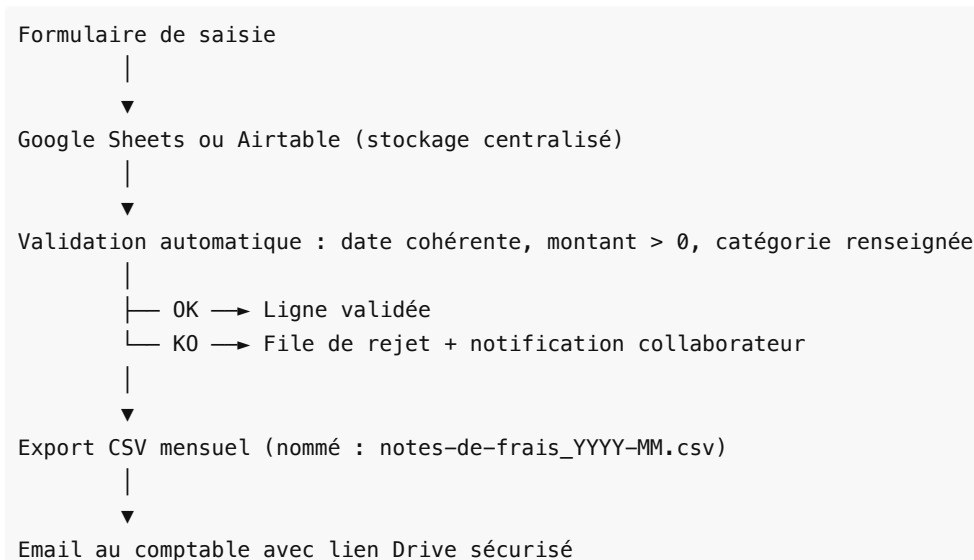 Formulaire de saisie
│
▼
Google Sheets ou Airtable (stockage centralisé)
│
▼
Validation automatique : date cohérente, montant > 0, catégorie renseignée
│
├── OK ──► Ligne validée
└── KO ──► File de rejet + notification collaborateur
│
▼
Export CSV mensuel (nommé : notes-de-frais_YYYY-MM.csv)
│
▼
Email au comptable avec lien Drive sécurisé